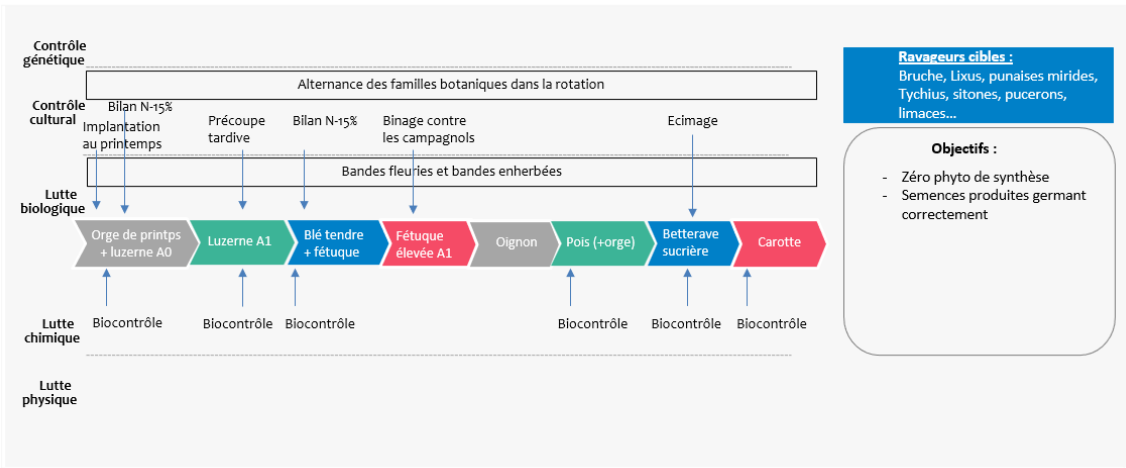 Contrôle
génétique
Alternance des familles botaniques dans la rotation
Contrôle
cultural
Bilan N-15%
Implantation
au printemps
Précoupe
tardive
Bilan N-15%
Binage contre
les campagnols
Ecimage
Bandes fleuries et bandes enherbées
Lutte
biologique
Orge de printps
+ luzerne A0
Luzerne A1
Blé tendre
+ fétuque
Fétuque
élevée A1
Oignon
Pois (+orge)
Betterave
sucrière
Carotte
Lutte
chimique
Biocontrôle
Biocontrôle
Biocontrôle
Biocontrôle
Biocontrôle
Biocontrôle
Lutte
physique
Ravageurs cibles :
Bruche, Lixus, punaises mirides,
Tychius, sitones, pucerons,
limaces...
Objectifs :
- Zéro phyto de synthèse
- Semences produites germant
correctement